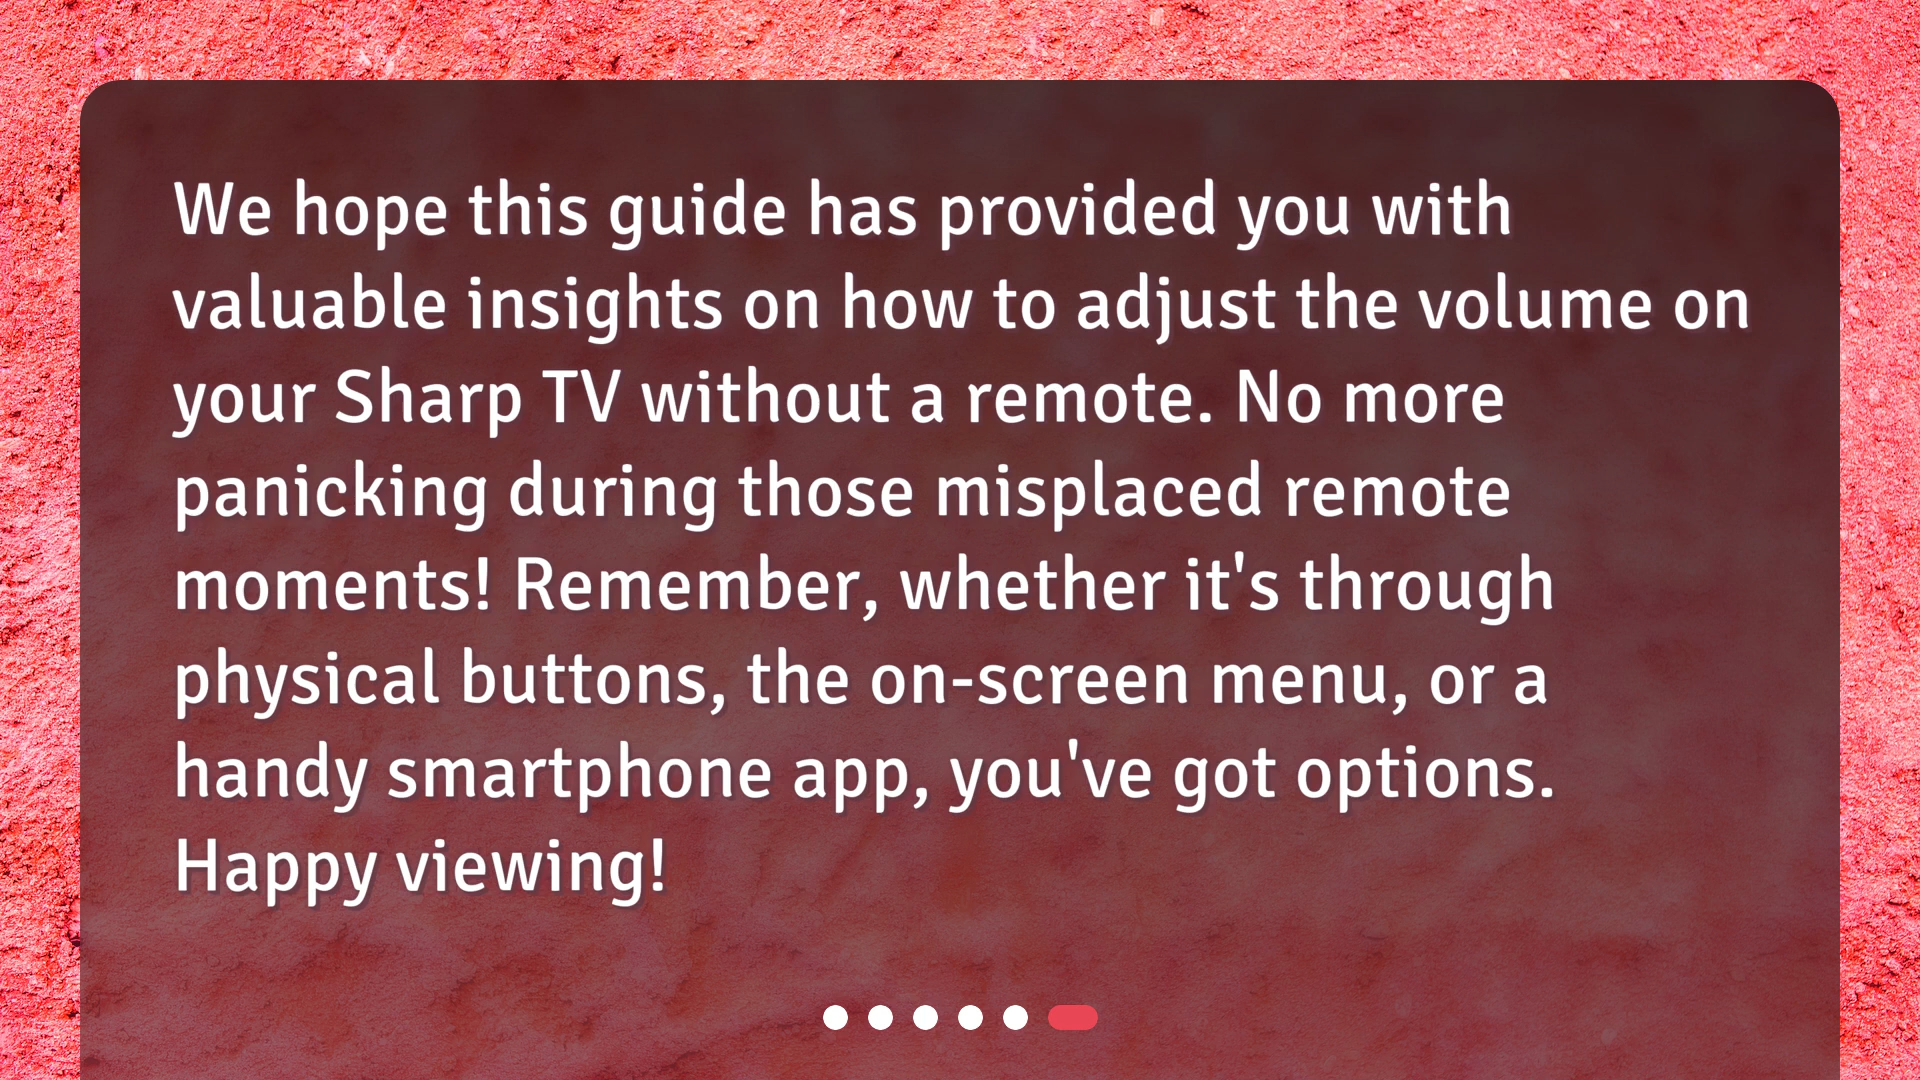 We hope this guide has provided you with
valuable insights on how to adjust the volume on
your Sharp TV without a remote. No more
panicking during those misplaced remote
moments! Remember, whether it's through
physical buttons, the on-screen menu, or a
handy smartphone app, you've got options.
Happy viewing!